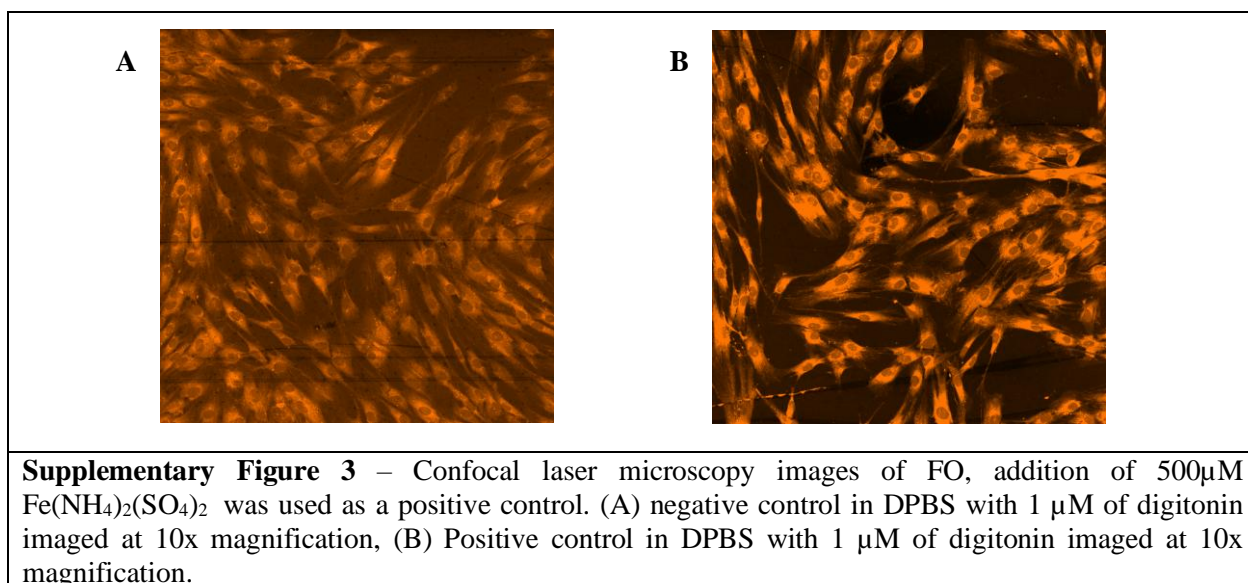 A B
Supplementary Figure 3 – Confocal laser microscopy images of FO, addition of 500µM
Fe(NH₄)₂(SO₄)₂ was used as a positive control. (A) negative control in DPBS with 1 µM of digitonin
imaged at 10x magnification, (B) Positive control in DPBS with 1 µM of digitonin imaged at 10x
magnification.